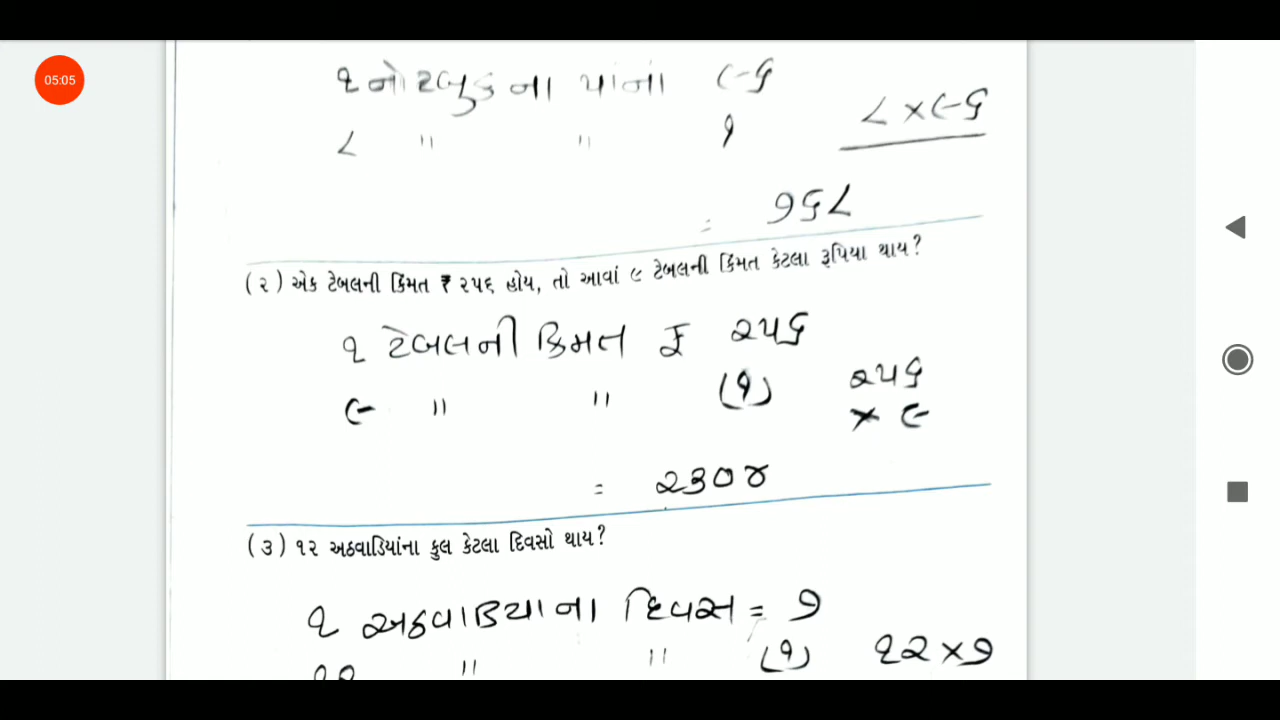 05:05
૧ નોટબુક ના પાંના ૯૬
૮ " " ? ૮×૯૬
= ૭૬૮
(૨) એક ટેબલની કિંમત ₹ ૨૫૬ હોય, તો આવાં ૯ ટેબલની કિંમત કેટલા રૂપિયા થાય?
૧ ટેબલની કિંમત રૂ ૨૫૬
૯ " " (?) ૨૫૬
× ૯
= ૨૩૦૪
(૩) ૧૨ અઠવાડિયાંના કુલ કેટલા દિવસો થાય?
૧ અઠવાડિયાના દિવસ = ૭
૧૨ " " (?) ૧૨×૭